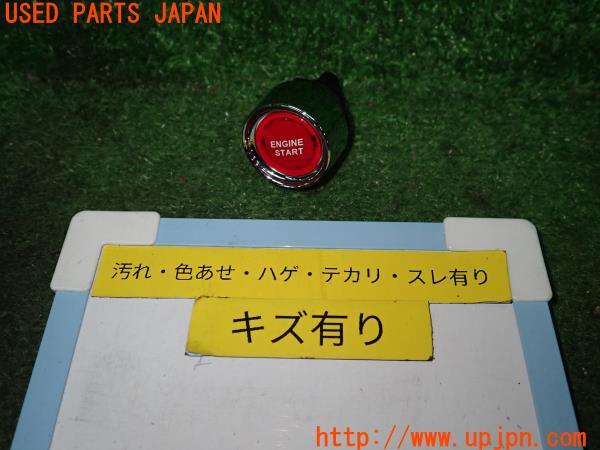 USED PARTS JAPAN
ENGINE
START
汚れ・色あせ・ハゲ・テカリ・スレ有り
キズ有り
http://www.upjpn.com